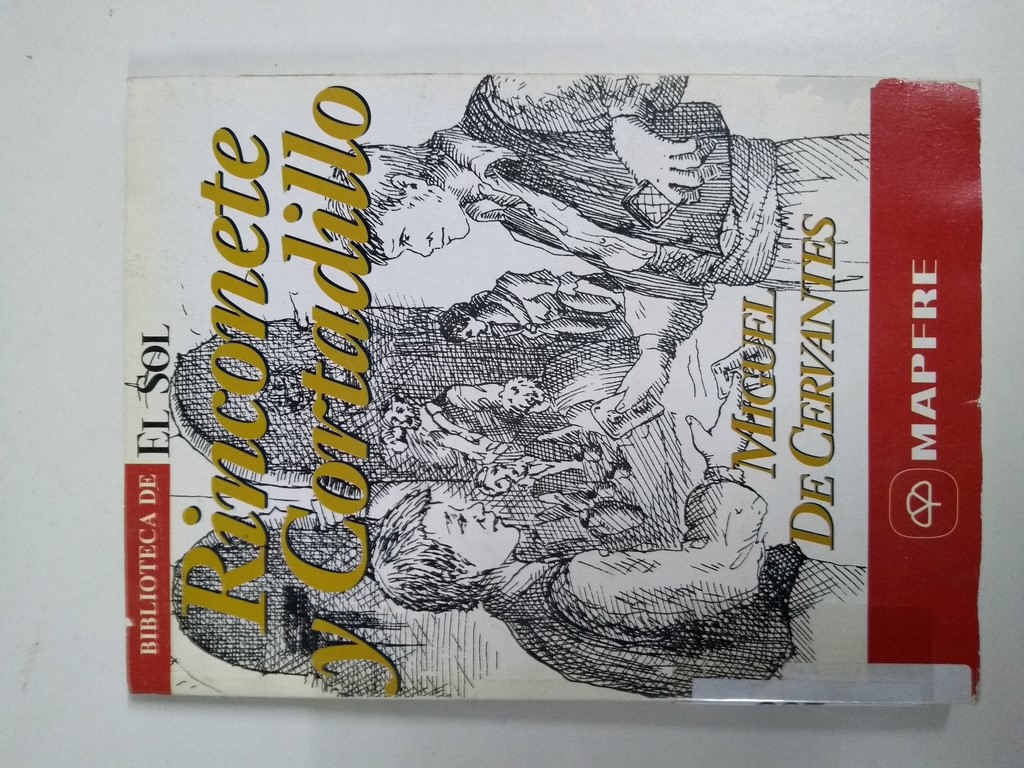 BIBLIOTECA DE EL SOL
Rinconete
y Cortadillo
MIGUEL
DE CERVANTES
MAPFRE